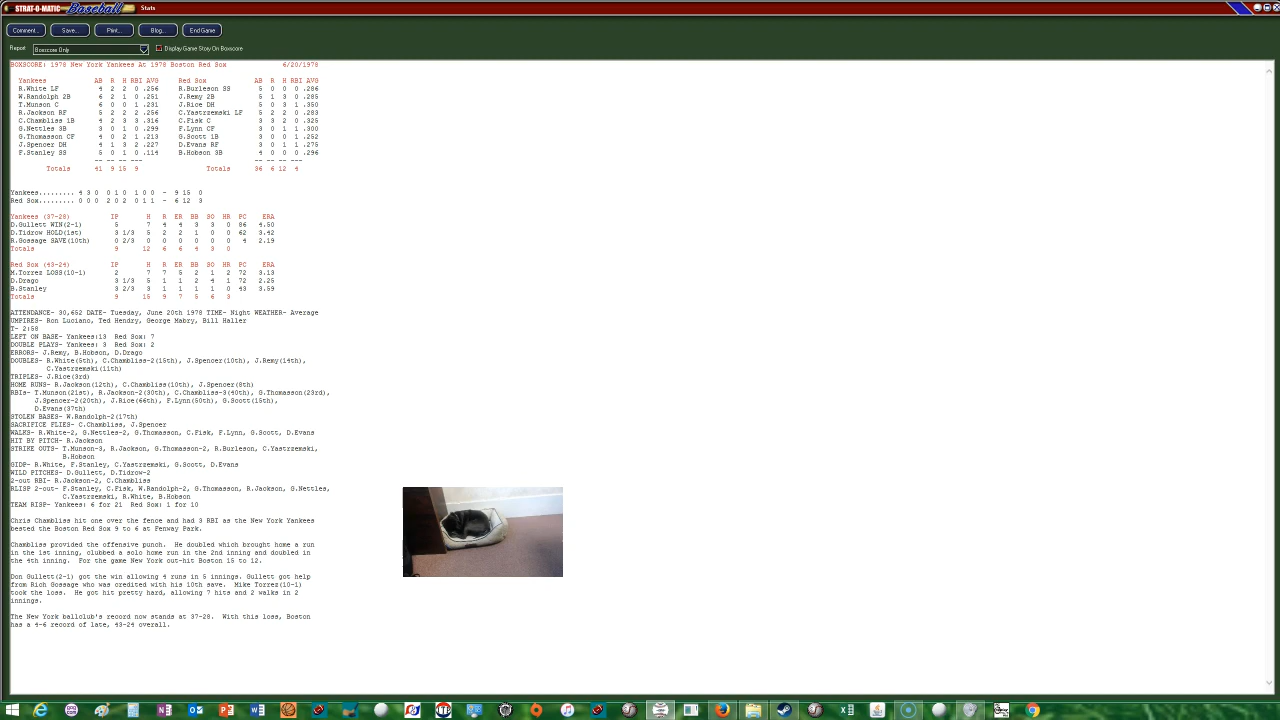 STRAT-O-MATIC Baseball Stats
Comment... Save... Print... Blog... End Game
Report Boxscore Only Display Game Story On Boxscore
BOXSCORE: 1978 New York Yankees At 1978 Boston Red Sox 6/20/1978
Yankees AB R H RBI AVG Red Sox AB R H RBI AVG
R.White LF 4 2 2 0 .256 R.Burleson SS 5 0 0 0 .286
W.Randolph 2B 6 2 1 0 .251 J.Remy 2B 5 1 3 0 .285
T.Munson C 6 0 0 1 .231 J.Rice DH 5 0 3 1 .350
R.Jackson RF 5 2 2 2 .256 C.Yastrzemski LF 5 2 2 0 .283
C.Chambliss 1B 4 2 3 3 .316 C.Fisk C 3 3 2 0 .325
G.Nettles 3B 3 0 1 0 .299 F.Lynn CF 3 0 1 1 .300
G.Thomasson CF 4 0 2 1 .213 G.Scott 1B 3 0 0 1 .252
J.Spencer DH 4 1 3 2 .227 D.Evans RF 3 0 1 1 .275
F.Stanley SS 5 0 1 0 .114 B.Hobson 3B 4 0 0 0 .296
-- -- -- --- -- -- -- ---
Totals 41 9 15 9 Totals 36 6 12 4
Yankees......... 4 3 0 0 1 0 1 0 0 - 9 15 0
Red Sox......... 0 0 0 2 0 2 0 1 1 - 6 12 3
Yankees (37-28) IP H R ER BB SO HR PC ERA
D.Gullett WIN(2-1) 5 7 4 4 3 3 0 86 4.50
D.Tidrow HOLD(1st) 3 1/3 5 2 2 1 0 0 62 3.42
R.Gossage SAVE(10th) 0 2/3 0 0 0 0 0 0 4 2.19
Totals 9 12 6 6 4 3 0
Red Sox (43-24) IP H R ER BB SO HR PC ERA
M.Torrez LOSS(10-1) 2 7 7 5 2 1 2 72 3.13
D.Drago 3 1/3 5 1 1 2 4 1 72 2.25
B.Stanley 3 2/3 3 1 1 1 1 0 43 3.59
Totals 9 15 9 7 5 6 3
ATTENDANCE- 30,652 DATE- Tuesday, June 20th 1978 TIME- Night WEATHER- Average
UMPIRES- Ron Luciano, Ted Hendry, George Mabry, Bill Haller
T- 2:58
LEFT ON BASE- Yankees:13 Red Sox: 7
DOUBLE PLAYS- Yankees: 3 Red Sox: 2
ERRORS- J.Remy, B.Hobson, D.Drago
DOUBLES- R.White(5th), C.Chambliss-2(15th), J.Spencer(10th), J.Remy(14th),
C.Yastrzemski(11th)
TRIPLES- J.Rice(3rd)
HOME RUNS- R.Jackson(12th), C.Chambliss(10th), J.Spencer(8th)
RBIs- T.Munson(21st), R.Jackson-2(30th), C.Chambliss-3(40th), G.Thomasson(23rd),
J.Spencer-2(20th), J.Rice(66th), F.Lynn(50th), G.Scott(15th),
D.Evans(37th)
STOLEN BASES- W.Randolph-2(17th)
SACRIFICE FLIES- C.Chambliss, J.Spencer
WALKS- R.White-2, G.Nettles-2, G.Thomasson, C.Fisk, F.Lynn, G.Scott, D.Evans
HIT BY PITCH- R.Jackson
STRIKE OUTS- T.Munson-3, R.Jackson, G.Thomasson-2, R.Burleson, C.Yastrzemski,
B.Hobson
GIDP- R.White, F.Stanley, C.Yastrzemski, G.Scott, D.Evans
WILD PITCHES- D.Gullett, D.Tidrow-2
2-out RBI- R.Jackson-2, C.Chambliss
RLISP 2-out- F.Stanley, C.Fisk, W.Randolph-2, G.Thomasson, R.Jackson, G.Nettles,
C.Yastrzemski, R.White, B.Hobson
TEAM RISP- Yankees: 6 for 21 Red Sox: 1 for 10
Chris Chambliss hit one over the fence and had 3 RBI as the New York Yankees
bested the Boston Red Sox 9 to 6 at Fenway Park.
Chambliss provided the offensive punch. He doubled which brought home a run
in the 1st inning, clubbed a solo home run in the 2nd inning and doubled in
the 4th inning. For the game New York out-hit Boston 15 to 12.
Don Gullett(2-1) got the win allowing 4 runs in 5 innings. Gullett got help
from Rich Gossage who was credited with his 10th save. Mike Torrez(10-1)
took the loss. He got hit pretty hard, allowing 7 hits and 2 walks in 2
innings.
The New York ballclub's record now stands at 37-28. With this loss, Boston
has a 4-6 record of late, 43-24 overall.